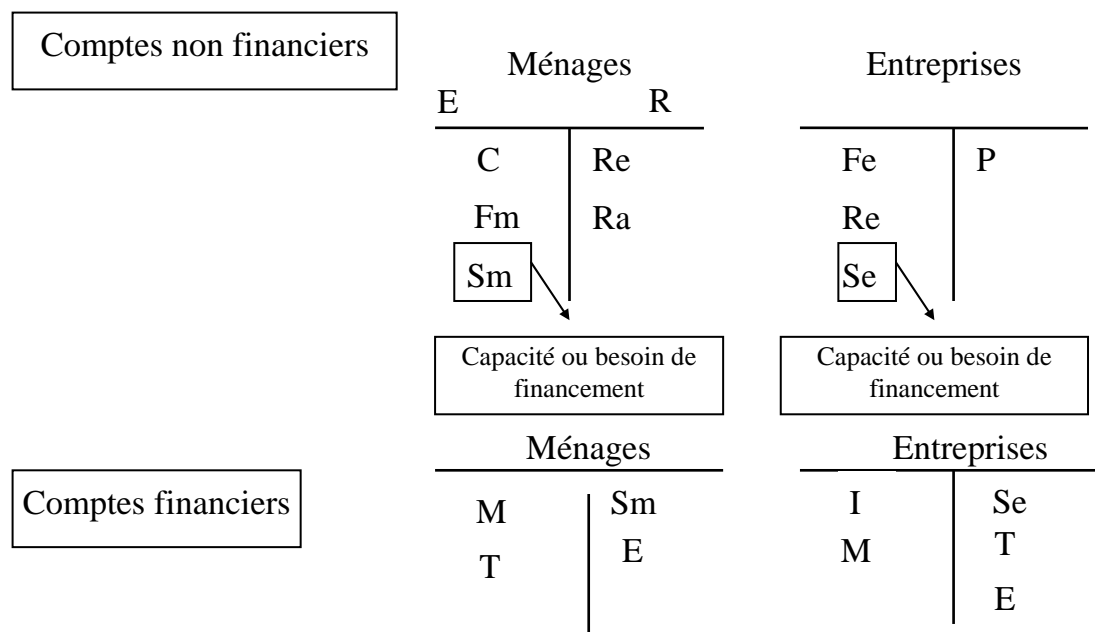 Comptes non financiers
Ménages
Entreprises
E R
C Re
Fe P
Fm Ra
Re
Sm
Se
Capacité ou besoin de
financement
Capacité ou besoin de
financement
Ménages
Entreprises
Comptes financiers
M Sm
T E
I Se
M T
E